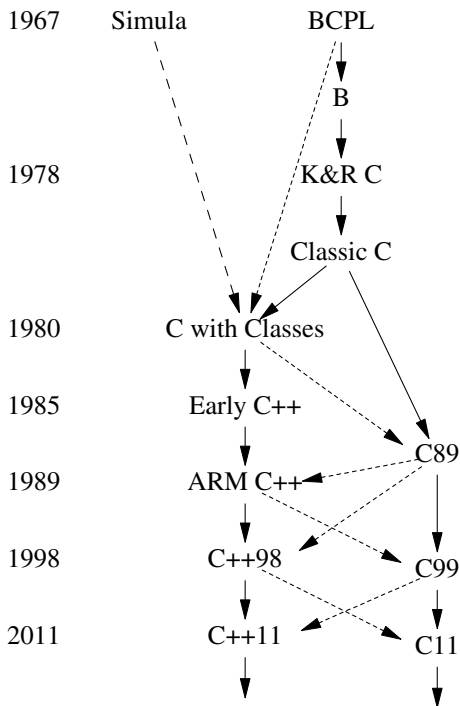 1967 Simula BCPL
B
1978 K&R C
Classic C
1980 C with Classes
1985 Early C++
C89
1989 ARM C++
1998 C++98 C99
2011 C++11 C11